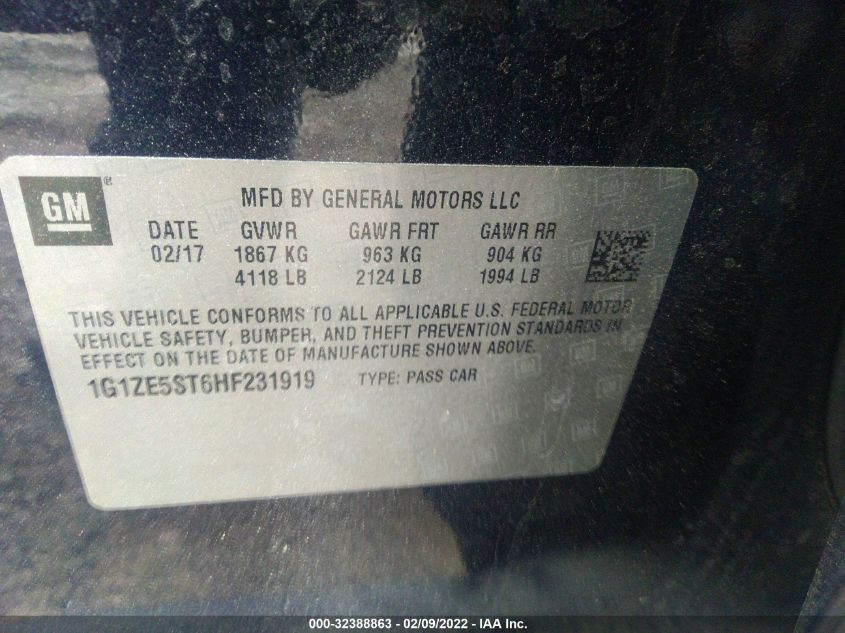 GM®
MFD BY GENERAL MOTORS LLC
DATE GVWR GAWR FRT GAWR RR
02/17 1867 KG 963 KG 904 KG
4118 LB 2124 LB 1994 LB
THIS VEHICLE CONFORMS TO ALL APPLICABLE U.S. FEDERAL MOTOR
VEHICLE SAFETY, BUMPER, AND THEFT PREVENTION STANDARDS IN
EFFECT ON THE DATE OF MANUFACTURE SHOWN ABOVE.
1G1ZE5ST6HF231919 TYPE: PASS CAR
000-32388863 - 02/09/2022 - IAA Inc.